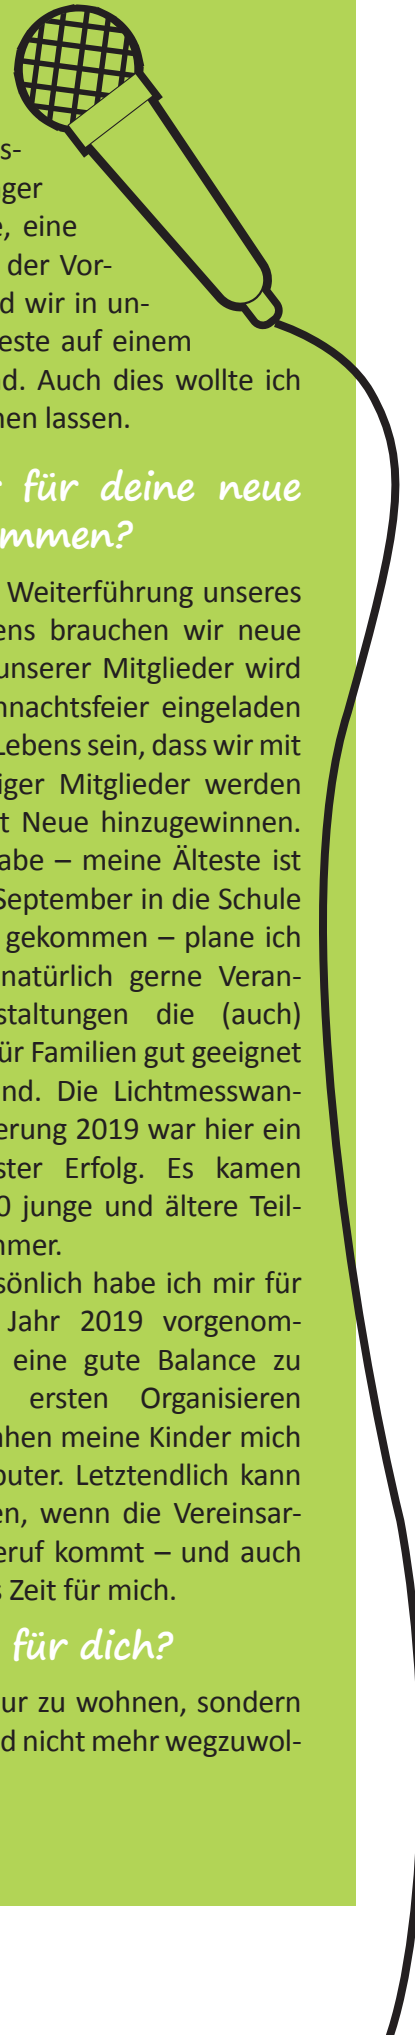 s-
ger
e, eine
der Vor-
d wir in un-
este auf einem
d. Auch dies wollte ich
nen lassen.
r für deine neue
ommen?
Weiterführung unseres
ens brauchen wir neue
unserer Mitglieder wird
hnachtsfeier eingeladen
Lebens sein, dass wir mit
iger Mitglieder werden
t Neue hinzugewinnen.
abe – meine Älteste ist
September in die Schule
gekommen – plane ich
natürlich gerne Veran-
staltungen die (auch)
ür Familien gut geeignet
nd. Die Lichtmesswan-
erung 2019 war hier ein
ster Erfolg. Es kamen
0 junge und ältere Teil-
hmer.
sönlich habe ich mir für
Jahr 2019 vorgenom-
eine gute Balance zu
ersten Organisieren
ahen meine Kinder mich
puter. Letztendlich kann
en, wenn die Vereinsar-
eruf kommt – und auch
s Zeit für mich.
für dich?
ur zu wohnen, sondern
d nicht mehr wegzuwol-